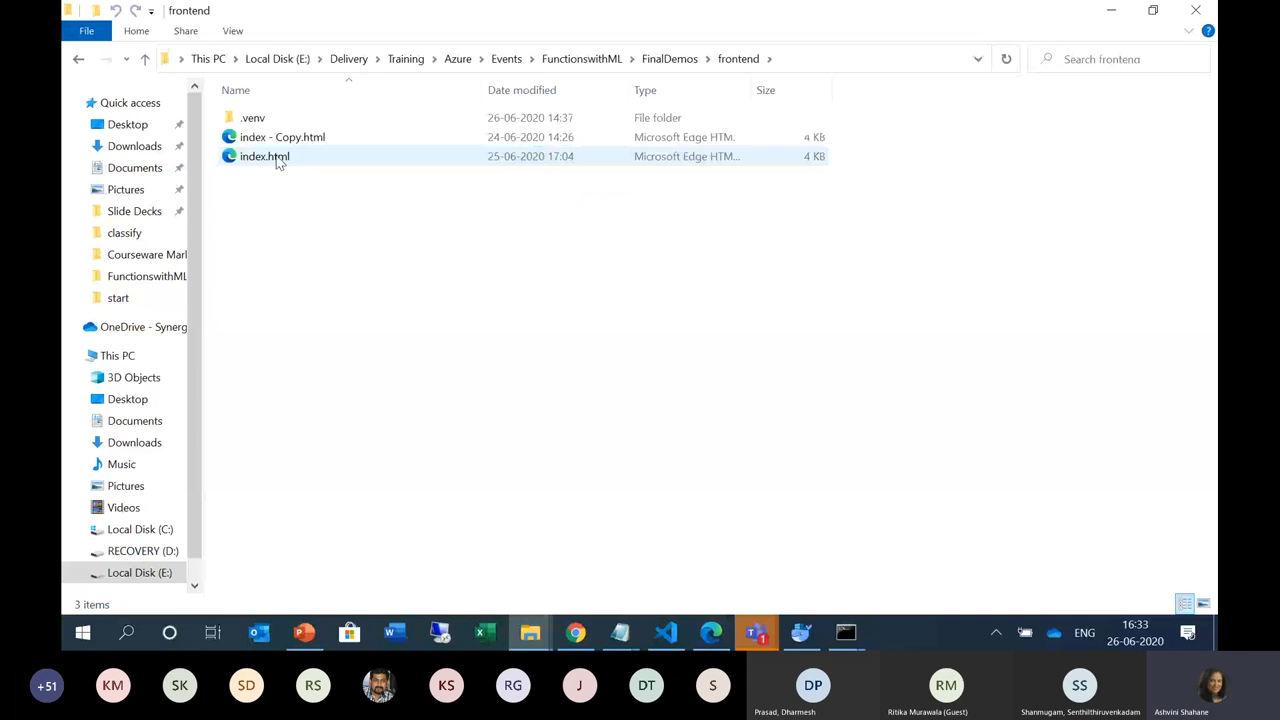 frontend
File
Home
Share
View
This PC
Local Disk (E:)
Delivery
Training
Azure
Events
FunctionswithML
FinalDemos
frontend
Search frontend
Name
Date modified
Type
Size
.venv
26-06-2020 14:37
File folder
index - Copy.html
24-06-2020 14:26
Microsoft Edge HTM...
4 KB
index.html
25-06-2020 17:04
Microsoft Edge HTM...
4 KB
Quick access
Desktop
Downloads
Documents
Pictures
Slide Decks
classify
Courseware Mark
FunctionswithML
start
OneDrive - Synerg
This PC
3D Objects
Desktop
Documents
Downloads
Music
Pictures
Videos
Local Disk (C:)
RECOVERY (D:)
Local Disk (E:)
3 items
1
ENG
16:33
26-06-2020
+51
KM
SK
SD
RS
KS
RG
J
DT
S
DP
RM
SS
Prasad, Dharmesh
Ritika Murawala (Guest)
Shanmugam, Senthilthiruvenkadam
Ashvini Shahane